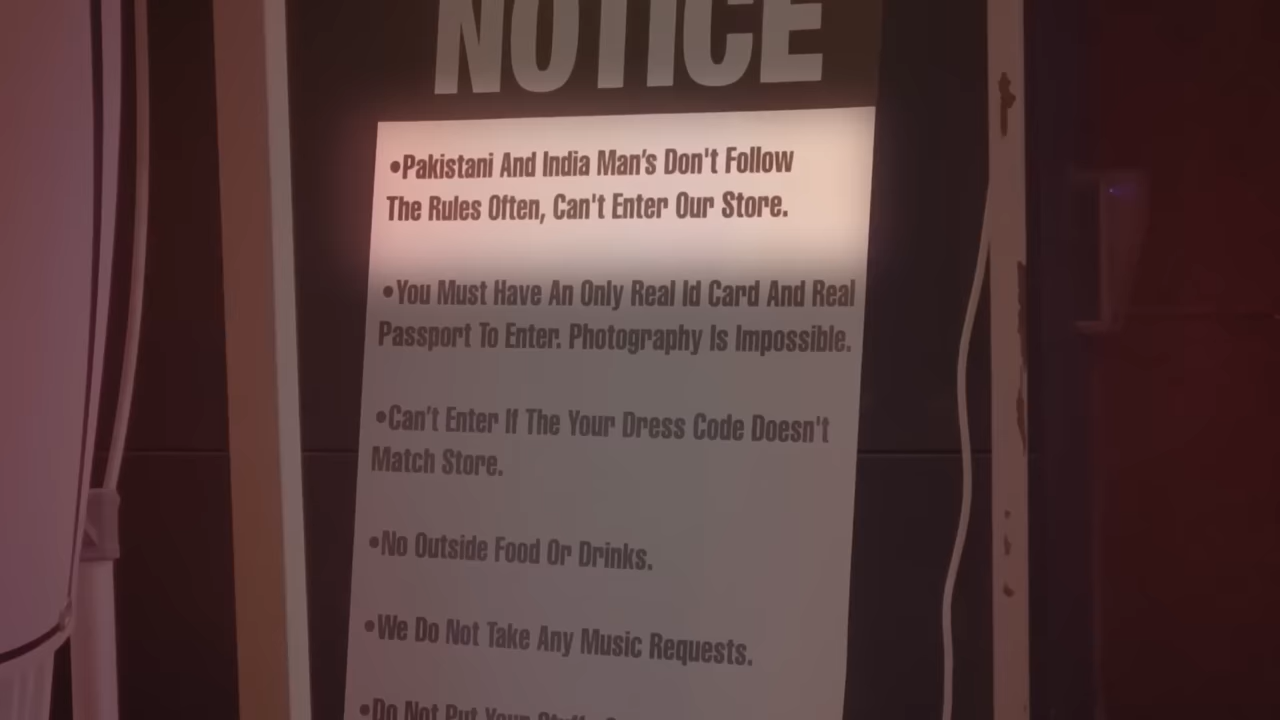 NOTICE
•Pakistani And India Man's Don't Follow
The Rules Often, Can't Enter Our Store.
•You Must Have An Only Real Id Card And Real
Passport To Enter. Photography Is Impossible.
•Can't Enter If The Your Dress Code Doesn't
Match Store.
•No Outside Food Or Drinks.
•We Do Not Take Any Music Requests.
•Do Not Put Your